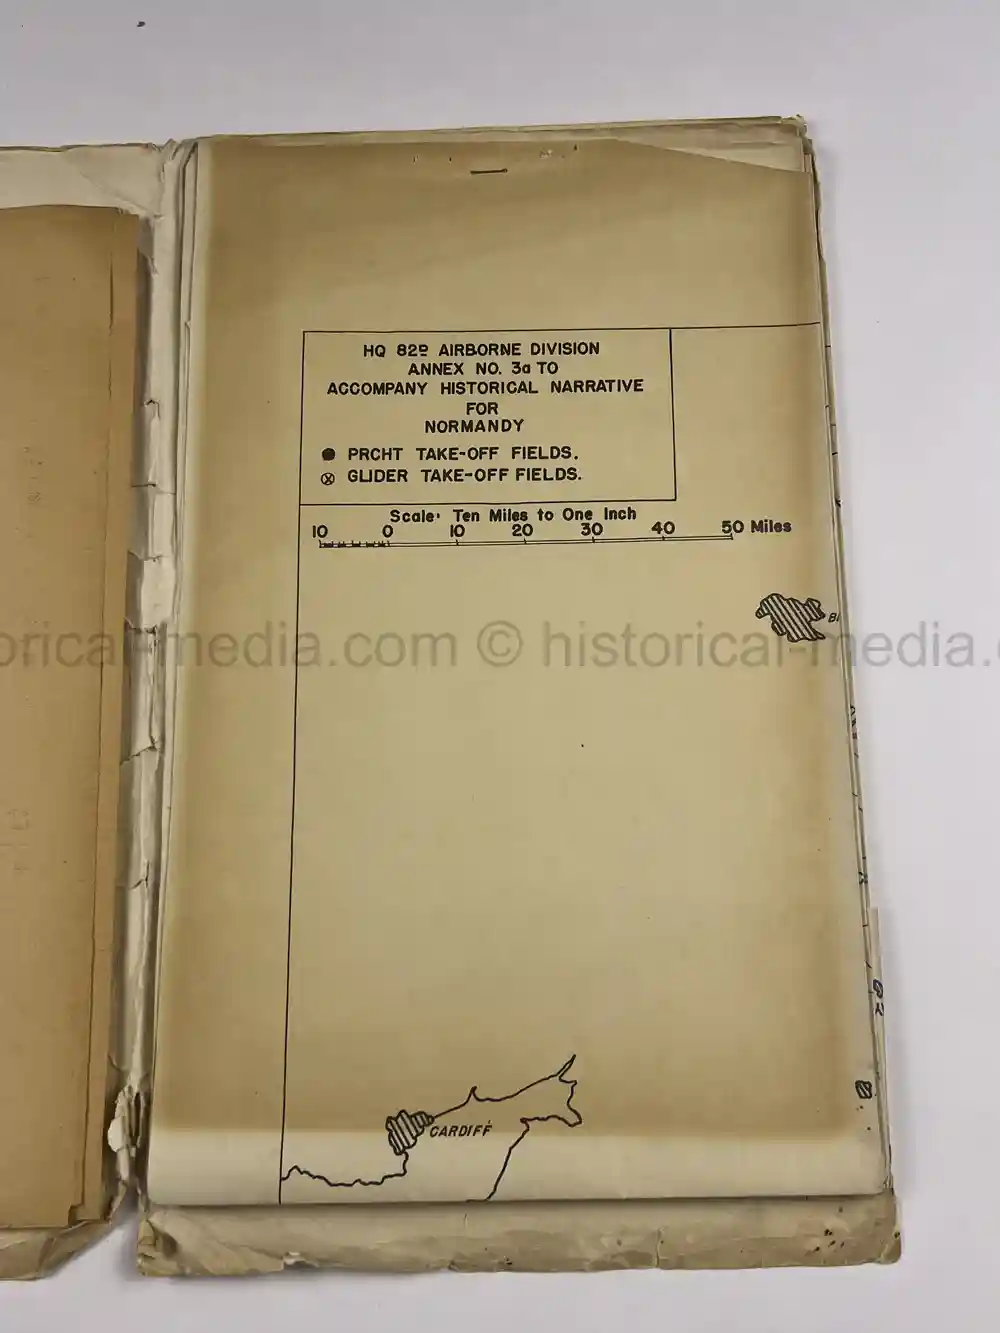 HQ 82D AIRBORNE DIVISION
ANNEX NO. 3a TO
ACCOMPANY HISTORICAL NARRATIVE
FOR
NORMANDY
PRCHT TAKE-OFF FIELDS.
GLIDER TAKE-OFF FIELDS.
Scale: Ten Miles to One Inch
10 0 10 20 30 40 50 Miles
historical-media.com © historical-media.
CARDIFF